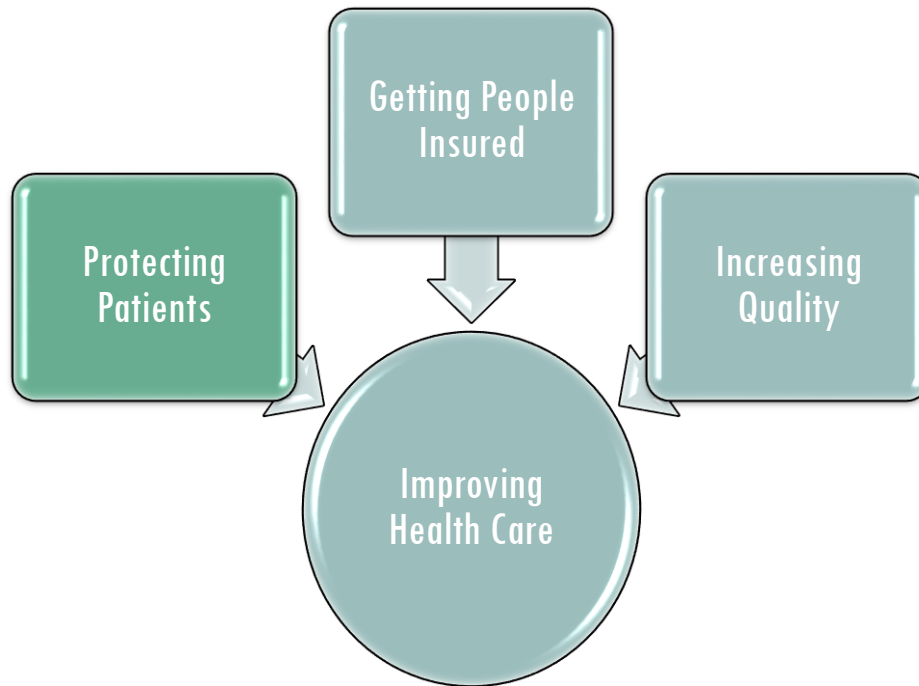 Getting People
Insured
Protecting
Patients
Increasing
Quality
Improving
Health Care